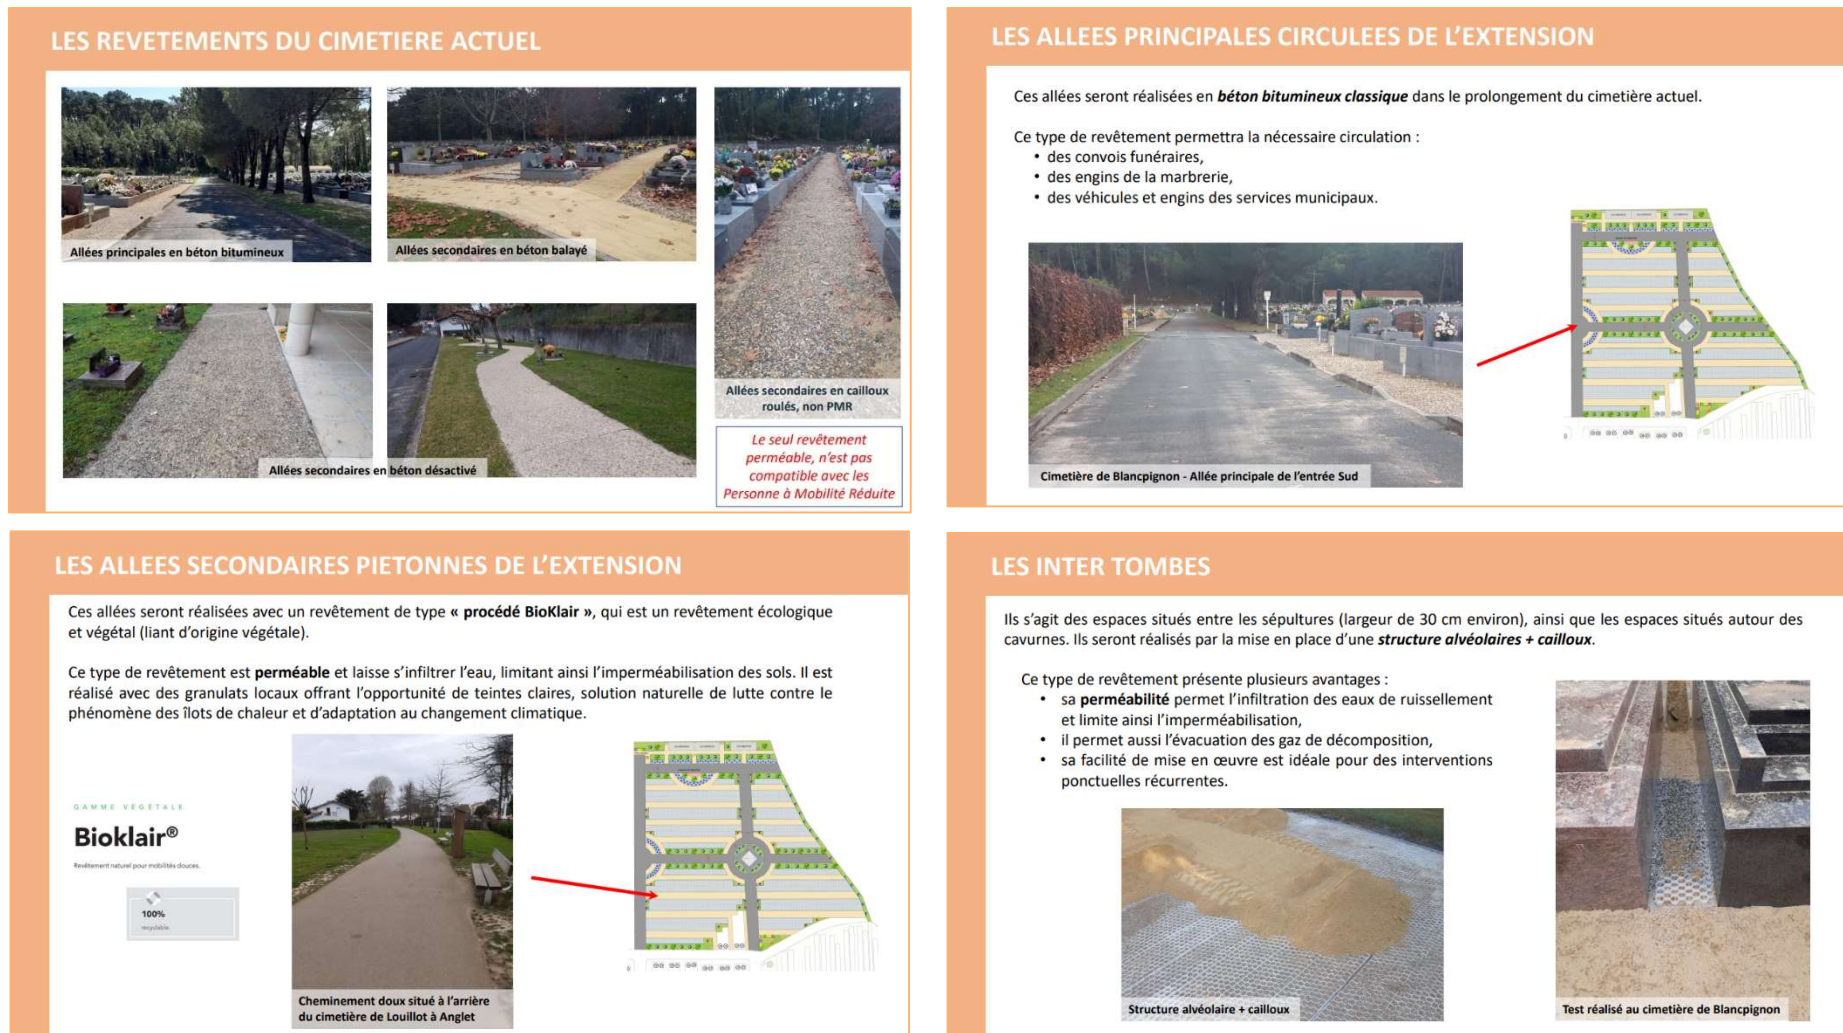 LES REVETEMENTS DU CIMETIERE ACTUEL
Allées principales en béton bitumineux
Allées secondaires en béton balayé
Allées secondaires en cailloux
roulés, non PMR
Allées secondaires en béton désactivé
Le seul revêtement
perméable, n'est pas
compatible avec les
Personne à Mobilité Réduite
LES ALLEES PRINCIPALES CIRCULEES DE L'EXTENSION
Ces allées seront réalisées en béton bitumineux classique dans le prolongement du cimetière actuel.
Ce type de revêtement permettra la nécessaire circulation :
• des convois funéraires,
• des engins de la marbrerie,
• des véhicules et engins des services municipaux.
Cimetière de Blancpignon - Allée principale de l'entrée Sud
LES ALLEES SECONDAIRES PIETONNES DE L'EXTENSION
Ces allées seront réalisées avec un revêtement de type « procédé BioKlair », qui est un revêtement écologique
et végétal (liant d'origine végétale).
Ce type de revêtement est perméable et laisse s'infiltrer l'eau, limitant ainsi l'imperméabilisation des sols. Il est
réalisé avec des granulats locaux offrant l'opportunité de teintes claires, solution naturelle de lutte contre le
phénomène des îlots de chaleur et d'adaptation au changement climatique.
GAMME VÉGÉTALE
Bioklair®
Revêtement naturel pour mobilités douces.
100%
recyclable.
Cheminement doux situé à l'arrière
du cimetière de Louillot à Anglet
LES INTER TOMBES
Ils s'agit des espaces situés entre les sépultures (largeur de 30 cm environ), ainsi que les espaces situés autour des
cavurnes. Ils seront réalisés par la mise en place d'une structure alvéolaires + cailloux.
Ce type de revêtement présente plusieurs avantages :
• sa perméabilité permet l'infiltration des eaux de ruissellement
et limite ainsi l'imperméabilisation,
• il permet aussi l'évacuation des gaz de décomposition,
• sa facilité de mise en œuvre est idéale pour des interventions
ponctuelles récurrentes.
Structure alvéolaire + cailloux
Test réalisé au cimetière de Blancpignon